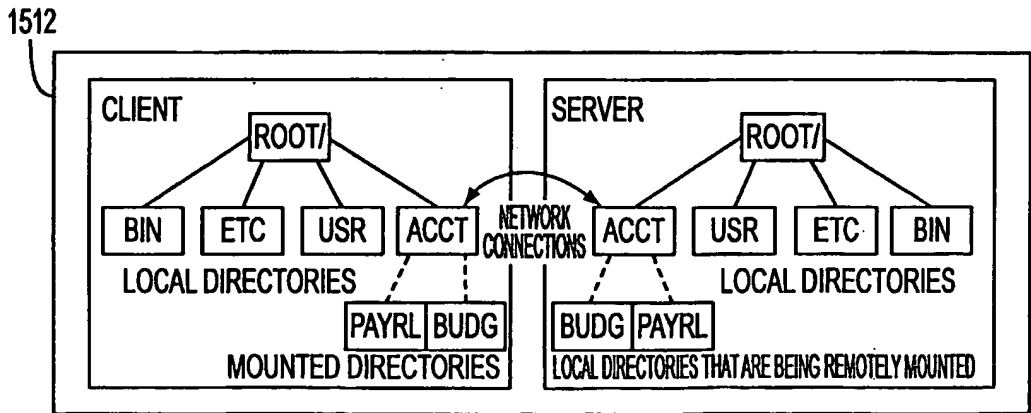 1512
CLIENT
ROOT/
BIN
ETC
USR
ACCT
LOCAL DIRECTORIES
PAYRL
BUDG
MOUNTED DIRECTORIES
NETWORK
CONNECTIONS
SERVER
ROOT/
ACCT
USR
ETC
BIN
LOCAL DIRECTORIES
BUDG
PAYRL
LOCAL DIRECTORIES THAT ARE BEING REMOTELY MOUNTED